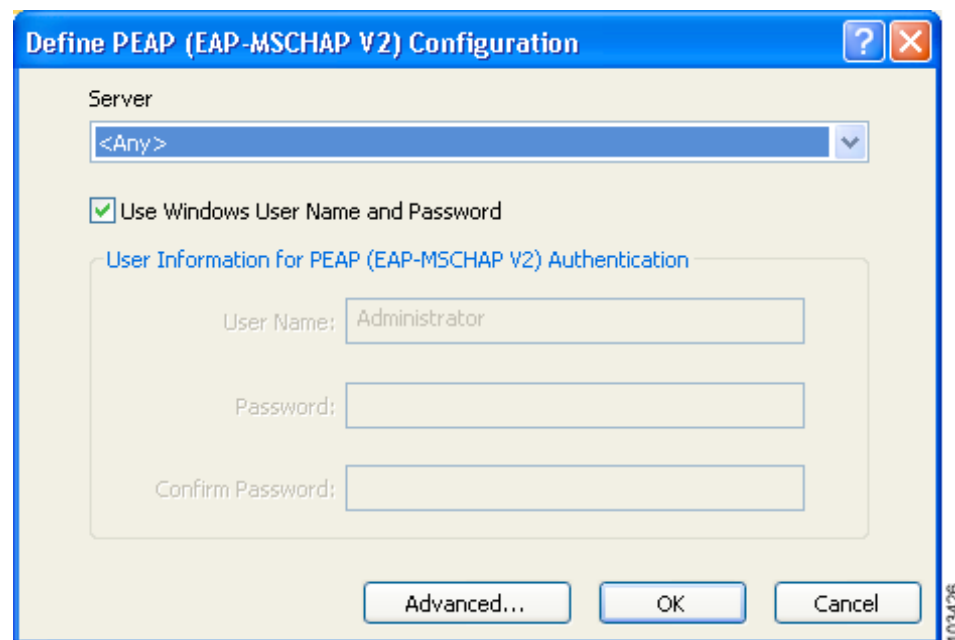 Define PEAP (EAP-MSCHAP V2) Configuration
Server
<Any>
Use Windows User Name and Password
User Information for PEAP (EAP-MSCHAP V2) Authentication
User Name: Administrator
Password:
Confirm Password:
Advanced... OK Cancel
103426